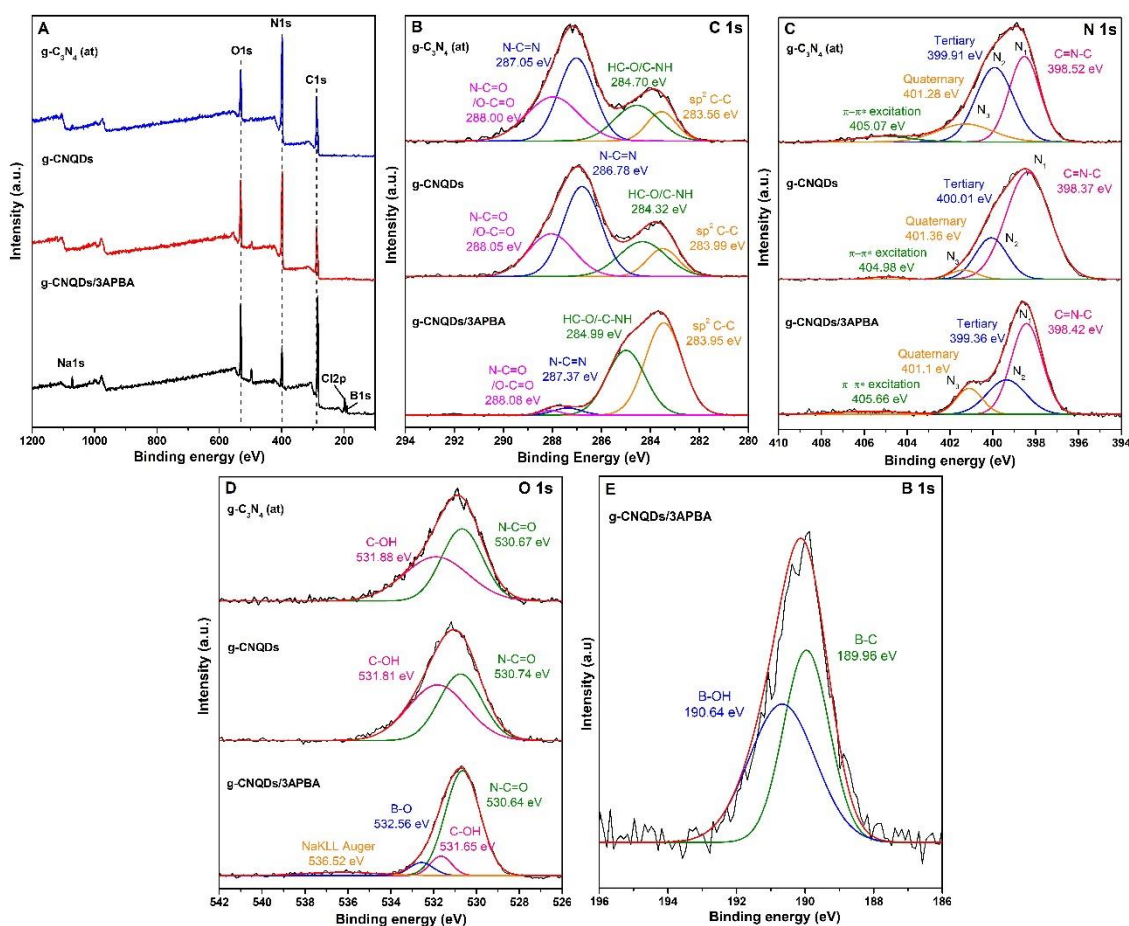 A
g-C3N4 (at)
N1s
O1s
C1s
g-CNQDs
g-CNQDs/3APBA
Na1s
Cl2p
B1s
Intensity (a.u.)
1200 1000 800 600 400 200
Binding energy (eV)
B
C 1s
g-C3N4 (at)
N-C=N
287.05 eV
HC-O/C-NH
284.70 eV
N-C=O
/O-C=O
288.00 eV
sp2 C-C
283.56 eV
g-CNQDs
N-C=N
286.78 eV
HC-O/C-NH
284.32 eV
N-C=O
/O-C=O
288.05 eV
sp2 C-C
283.99 eV
g-CNQDs/3APBA
HC-O/-C-NH
284.99 eV
sp2 C-C
283.95 eV
N-C=N
287.37 eV
N-C=O
/O-C=O
288.08 eV
Intensity (a.u.)
294 292 290 288 286 284 282 280
Binding Energy (eV)
C
N 1s
g-C3N4 (at)
Tertiary
399.91 eV
N2
N1
C=N-C
398.52 eV
Quaternary
401.28 eV
N3
π-π* excitation
405.07 eV
g-CNQDs
N1
Tertiary
400.01 eV
C=N-C
398.37 eV
Quaternary
401.36 eV
N2
π-π* excitation
404.98 eV
N3
g-CNQDs/3APBA
Tertiary
399.36 eV
N
C=N-C
398.42 eV
Quaternary
401.1 eV
N3
N2
π π* excitation
405.66 eV
Intensity (a.u.)
410 408 406 404 402 400 398 396 394
Binding energy (eV)
D
O 1s
g-C3N4 (at)
N-C=O
530.67 eV
C-OH
531.88 eV
g-CNQDs
C-OH
531.81 eV
N-C=O
530.74 eV
g-CNQDs/3APBA
N-C=O
530.64 eV
B-O
532.56 eV
C-OH
531.65 eV
NaKLL Auger
536.52 eV
Intensity (a.u.)
542 540 538 536 534 532 530 528 526
Binding energy (eV)
E
B 1s
g-CNQDs/3APBA
B-C
189.96 eV
B-OH
190.64 eV
Intensity (a.u)
196 194 192 190 188 186
Binding energy (eV)